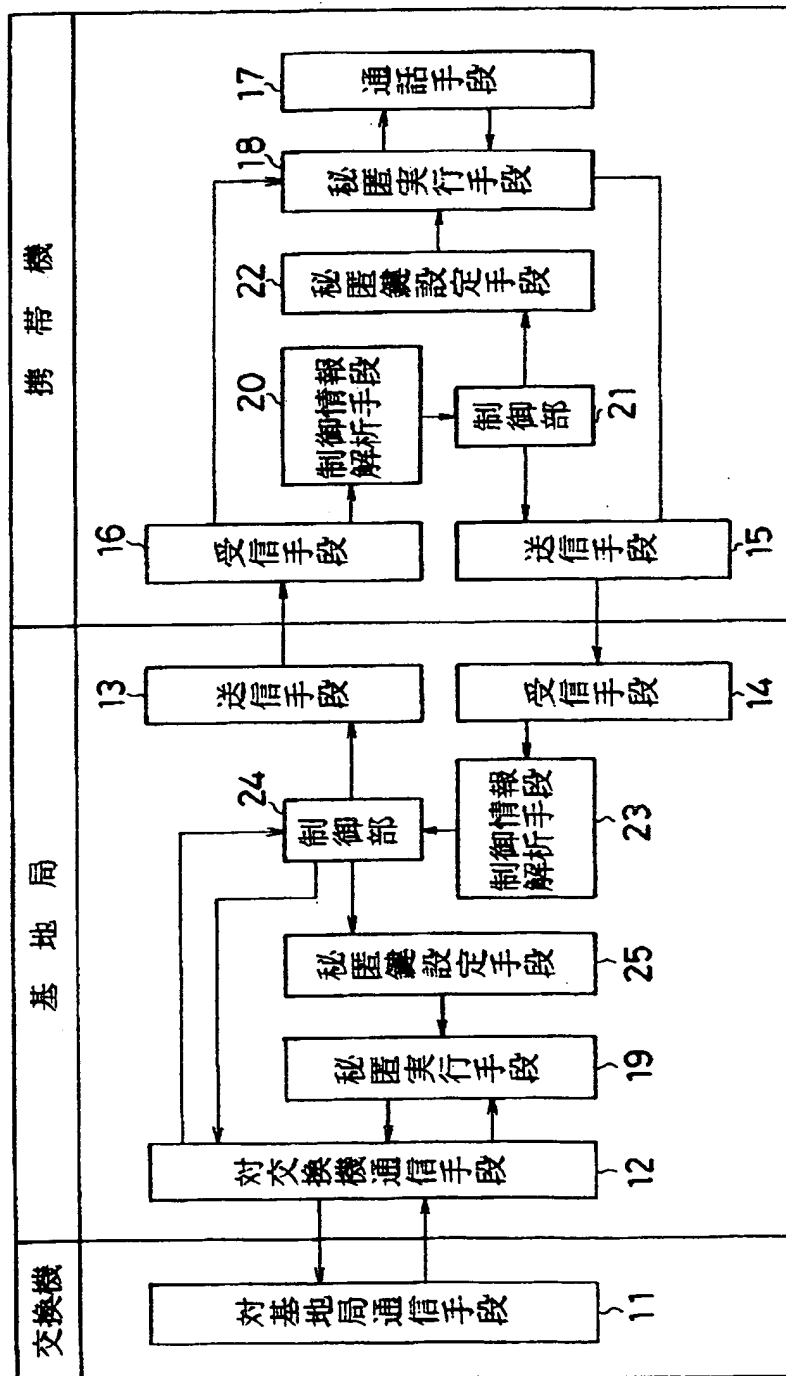 交換機
基地局
携帯機
対基地局通信手段
11
対交換機通信手段
12
秘匿実行手段
19
秘匿鍵設定手段
25
制御部
24
制御情報
解析手段
23
送信手段
13
受信手段
14
受信手段
16
送信手段
15
制御情報
解析手段
20
制御部
21
秘匿鍵設定手段
22
秘匿実行手段
18
通話手段
17